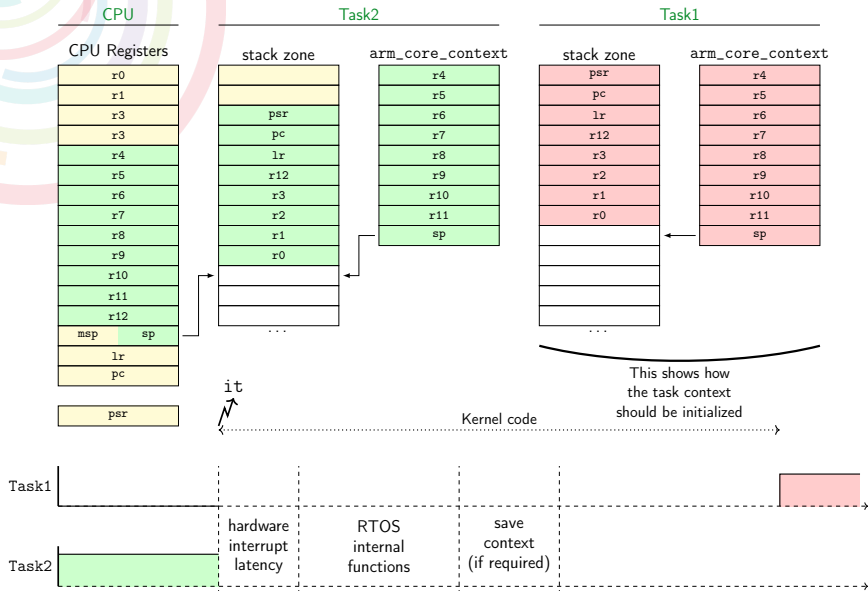 CPU
Task2
Task1
CPU Registers
stack zone
arm_core_context
stack zone
arm_core_context
r0
r1
r3
r3
r4
r5
r6
r7
r8
r9
r10
r11
r12
msp
sp
lr
pc
psr
psr
pc
lr
r12
r3
r2
r1
r0
...
r4
r5
r6
r7
r8
r9
r10
r11
sp
psr
pc
lr
r12
r3
r2
r1
r0
...
r4
r5
r6
r7
r8
r9
r10
r11
sp
This shows how
the task context
should be initialized
it
Kernel code
Task1
hardware
interrupt
latency
RTOS
internal
functions
save
context
(if required)
Task2